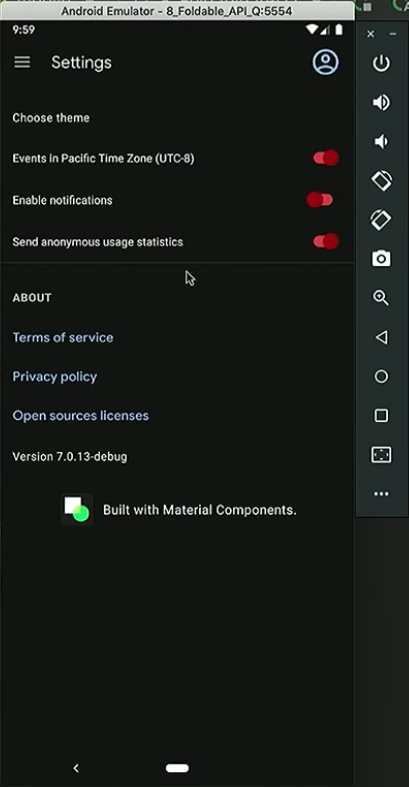 Android Emulator - 8_Foldable_API_Q:5554
9:59
Settings
Choose theme
Events in Pacific Time Zone (UTC-8)
Enable notifications
Send anonymous usage statistics
ABOUT
Terms of service
Privacy policy
Open sources licenses
Version 7.0.13-debug
Built with Material Components.